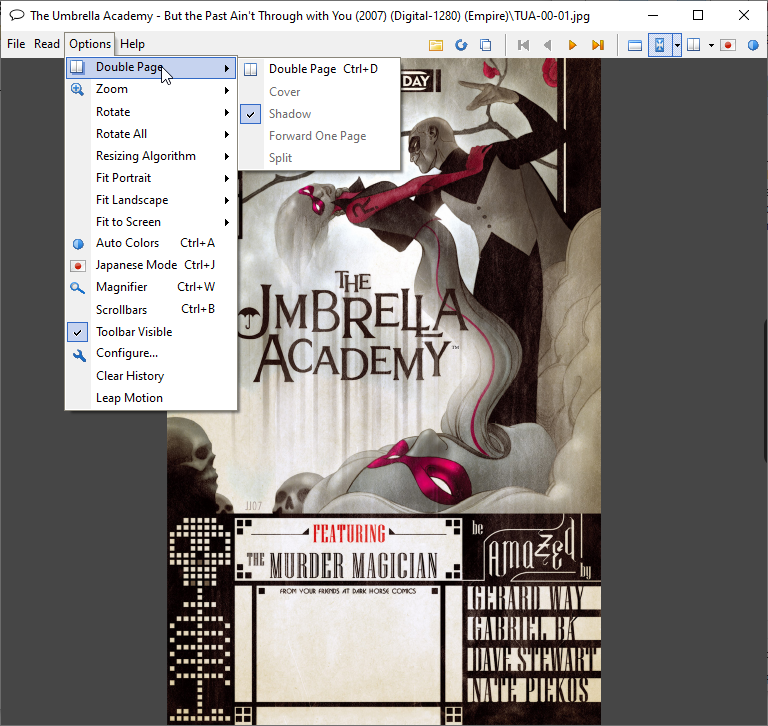 The Umbrella Academy - But the Past Ain't Through with You (2007) (Digital-1280) (Empire)\TUA-00-01.jpg
File Read Options Help
Double Page
Zoom
Rotate
Rotate All
Resizing Algorithm
Fit Portrait
Fit Landscape
Fit to Screen
Auto Colors Ctrl+A
Japanese Mode Ctrl+J
Magnifier Ctrl+W
Scrollbars Ctrl+B
Toolbar Visible
Configure...
Clear History
Leap Motion
Double Page Ctrl+D
Cover
Shadow
Forward One Page
Split
DAY
THE
UMBRELLA
ACADEMY™
JJ07
FEATURING
THE MURDER MAGICIAN
FROM YOUR FRIENDS AT DARK HORSE COMICS
be
AmaZed
by
GERARD WAY
GABRIEL BÁ
DAVE STEWART
NATE PIEKOS